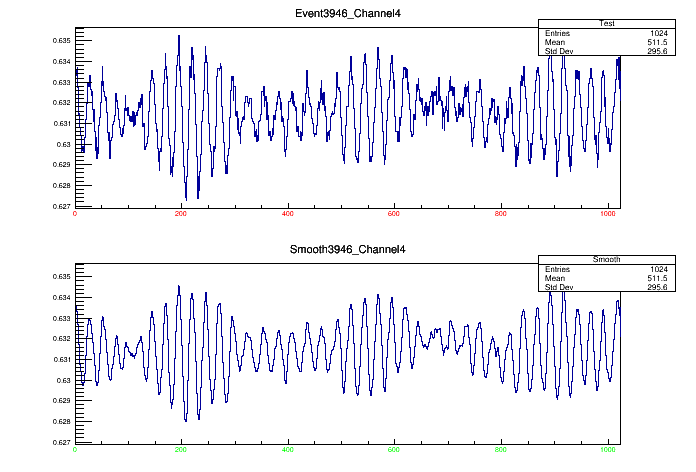 Event3946_Channel4
Test
Entries 1024
Mean 511.5
Std Dev 295.6
0.635
0.634
0.633
0.632
0.631
0.63
0.629
0.628
0.627
0 200 400 600 800 1000
Smooth3946_Channel4
Smooth
Entries 1024
Mean 511.5
Std Dev 295.6
0.635
0.634
0.633
0.632
0.631
0.63
0.629
0.628
0.627
0 200 400 600 800 1000